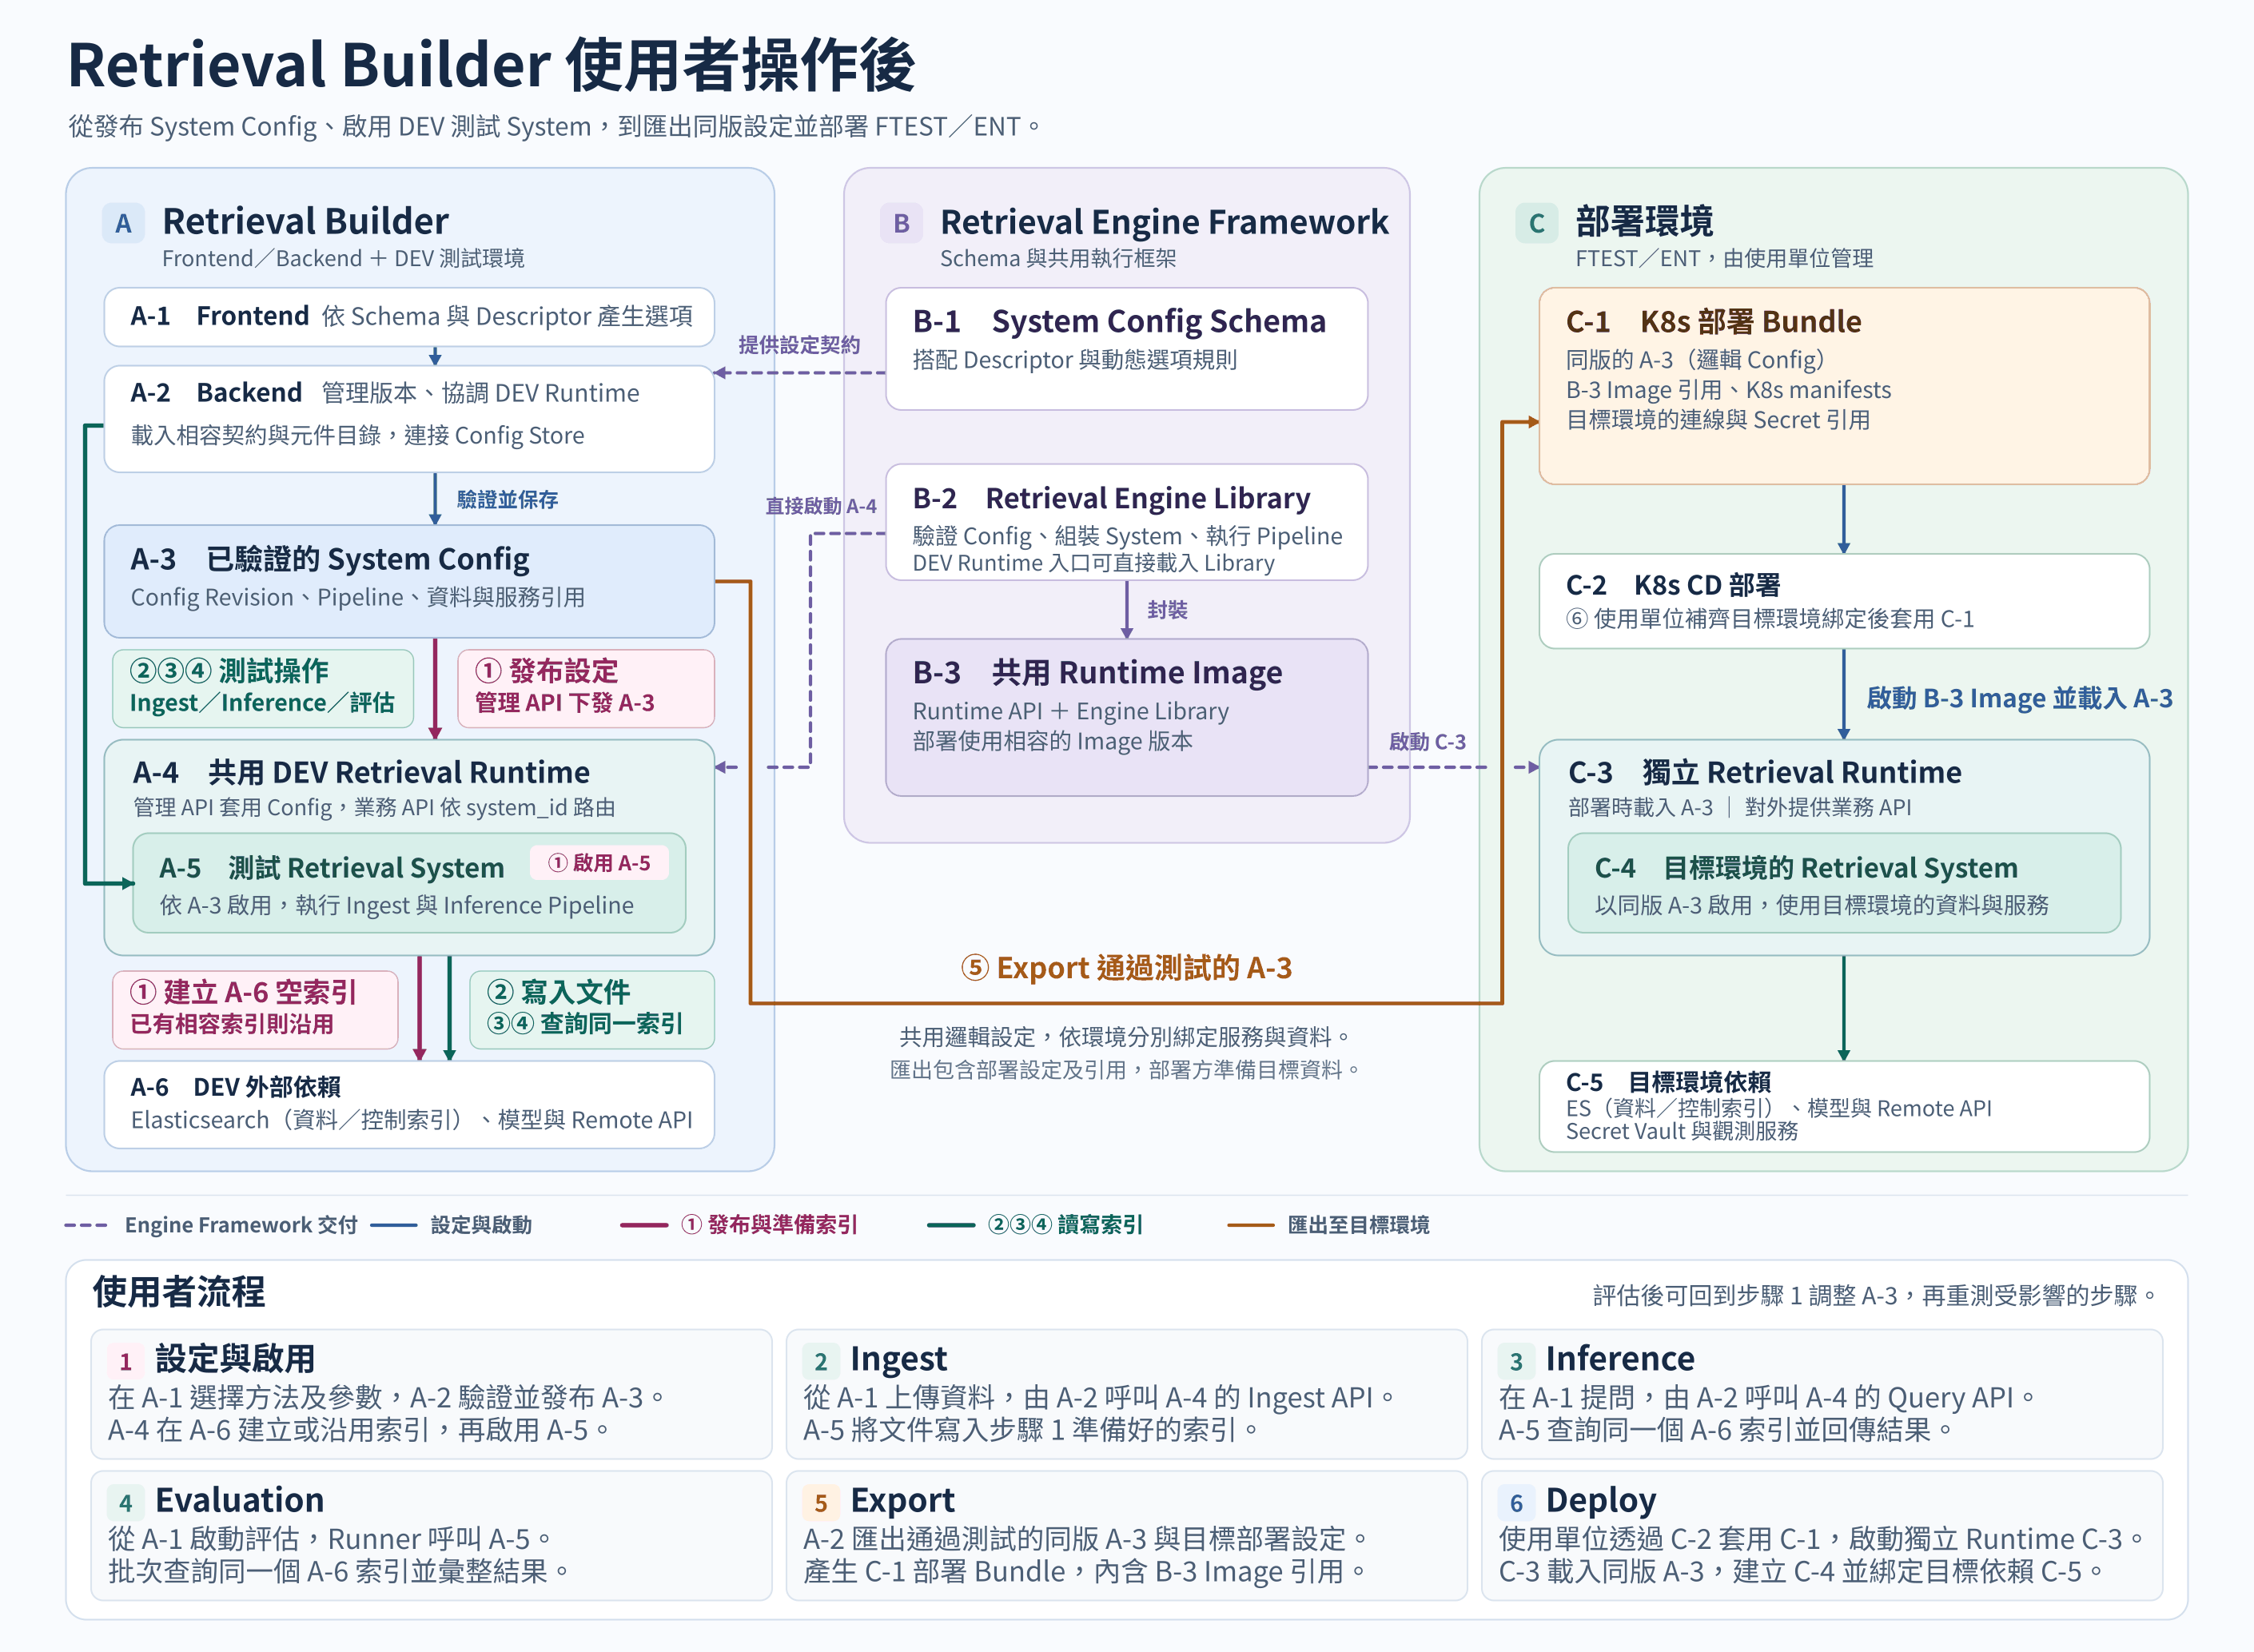 Retrieval Builder 使用者操作後
從發布 System Config、啟用 DEV 測試 System，到匯出同版設定並部署 FTEST／ENT。
A Retrieval Builder
Frontend／Backend ＋ DEV 測試環境
A-1 Frontend 依 Schema 與 Descriptor 產生選項
A-2 Backend 管理版本、協調 DEV Runtime
載入相容契約與元件目錄，連接 Config Store
驗證並保存
A-3 已驗證的 System Config
Config Revision、Pipeline、資料與服務引用
②③④ 測試操作
Ingest／Inference／評估
① 發布設定
管理 API 下發 A-3
A-4 共用 DEV Retrieval Runtime
管理 API 套用 Config，業務 API 依 system_id 路由
A-5 測試 Retrieval System
① 啟用 A-5
依 A-3 啟用，執行 Ingest 與 Inference Pipeline
① 建立 A-6 空索引
已有相容索引則沿用
② 寫入文件
③④ 查詢同一索引
A-6 DEV 外部依賴
Elasticsearch（資料／控制索引）、模型與 Remote API
提供設定契約
直接啟動 A-4
B Retrieval Engine Framework
Schema 與共用執行框架
B-1 System Config Schema
搭配 Descriptor 與動態選項規則
B-2 Retrieval Engine Library
驗證 Config、組裝 System、執行 Pipeline
DEV Runtime 入口可直接載入 Library
封裝
B-3 共用 Runtime Image
Runtime API ＋ Engine Library
部署使用相容的 Image 版本
啟動 C-3
⑤ Export 通過測試的 A-3
共用邏輯設定，依環境分別綁定服務與資料。
匯出包含部署設定及引用，部署方準備目標資料。
C 部署環境
FTEST／ENT，由使用單位管理
C-1 K8s 部署 Bundle
同版的 A-3（邏輯 Config）
B-3 Image 引用、K8s manifests
目標環境的連線與 Secret 引用
C-2 K8s CD 部署
⑥ 使用單位補齊目標環境綁定後套用 C-1
啟動 B-3 Image 並載入 A-3
C-3 獨立 Retrieval Runtime
部署時載入 A-3｜對外提供業務 API
C-4 目標環境的 Retrieval System
以同版 A-3 啟用，使用目標環境的資料與服務
C-5 目標環境依賴
ES（資料／控制索引）、模型與 Remote API
Secret Vault 與觀測服務
Engine Framework 交付
設定與啟動
① 發布與準備索引
②③④ 讀寫索引
匯出至目標環境
使用者流程
評估後可回到步驟 1 調整 A-3，再重測受影響的步驟。
1 設定與啟用
在 A-1 選擇方法及參數，A-2 驗證並發布 A-3。
A-4 在 A-6 建立或沿用索引，再啟用 A-5。
2 Ingest
從 A-1 上傳資料，由 A-2 呼叫 A-4 的 Ingest API。
A-5 將文件寫入步驟 1 準備好的索引。
3 Inference
在 A-1 提問，由 A-2 呼叫 A-4 的 Query API。
A-5 查詢同一個 A-6 索引並回傳結果。
4 Evaluation
從 A-1 啟動評估，Runner 呼叫 A-5。
批次查詢同一個 A-6 索引並彙整結果。
5 Export
A-2 匯出通過測試的同版 A-3 與目標部署設定。
產生 C-1 部署 Bundle，內含 B-3 Image 引用。
6 Deploy
使用單位透過 C-2 套用 C-1，啟動獨立 Runtime C-3。
C-3 載入同版 A-3，建立 C-4 並綁定目標依賴 C-5。